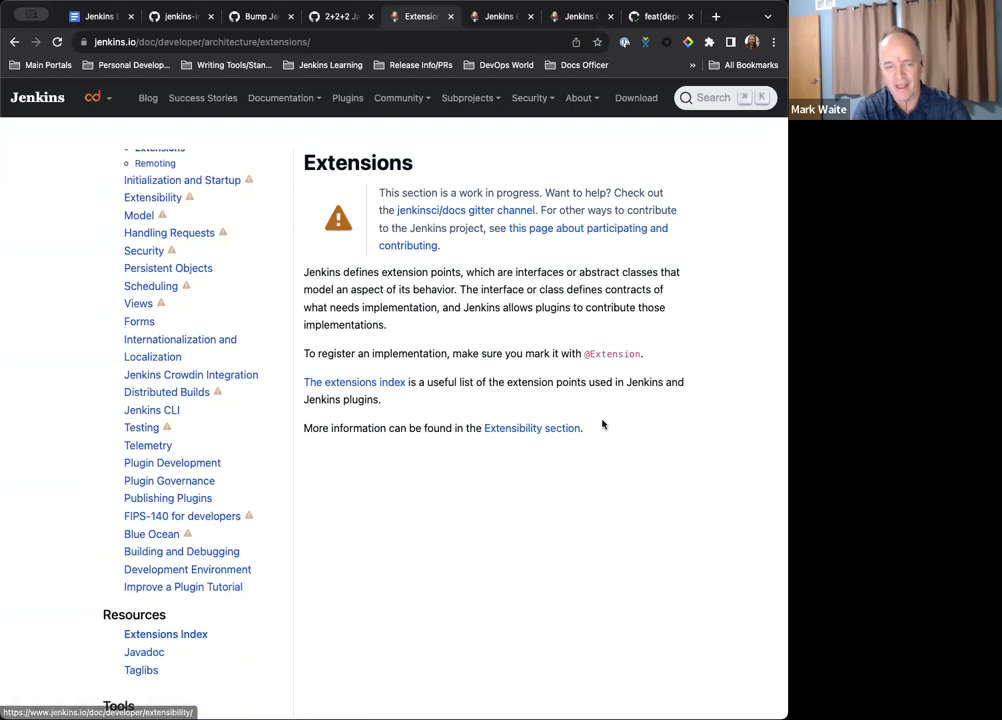 Jenkins D
jenkins-i
Bump Je
2+2+2 J
Extensio
Jenkins
Jenkins
feat(dep
jenkins.io/doc/developer/architecture/extensions/
Main Portals
Personal Develop...
Writing Tools/Stan...
Jenkins Learning
Release Info/PRs
DevOps World
Docs Officer
»
All Bookmarks
Jenkins
cd
Blog
Success Stories
Documentation
Plugins
Community
Subprojects
Security
About
Download
Search
⌘
K
Mark Waite
Extensions
Remoting
Initialization and Startup
Extensibility
Model
Handling Requests
Security
Persistent Objects
Scheduling
Views
Forms
Internationalization and
Localization
Jenkins Crowdin Integration
Distributed Builds
Jenkins CLI
Testing
Telemetry
Plugin Development
Plugin Governance
Publishing Plugins
FIPS-140 for developers
Blue Ocean
Building and Debugging
Development Environment
Improve a Plugin Tutorial
Resources
Extensions Index
Javadoc
Taglibs
Tools
Extensions
This section is a work in progress. Want to help? Check out
the jenkinsci/docs gitter channel. For other ways to contribute
to the Jenkins project, see this page about participating and
contributing.
Jenkins defines extension points, which are interfaces or abstract classes that
model an aspect of its behavior. The interface or class defines contracts of
what needs implementation, and Jenkins allows plugins to contribute those
implementations.
To register an implementation, make sure you mark it with @Extension.
The extensions index is a useful list of the extension points used in Jenkins and
Jenkins plugins.
More information can be found in the Extensibility section.
https://www.jenkins.io/doc/developer/extensibility/